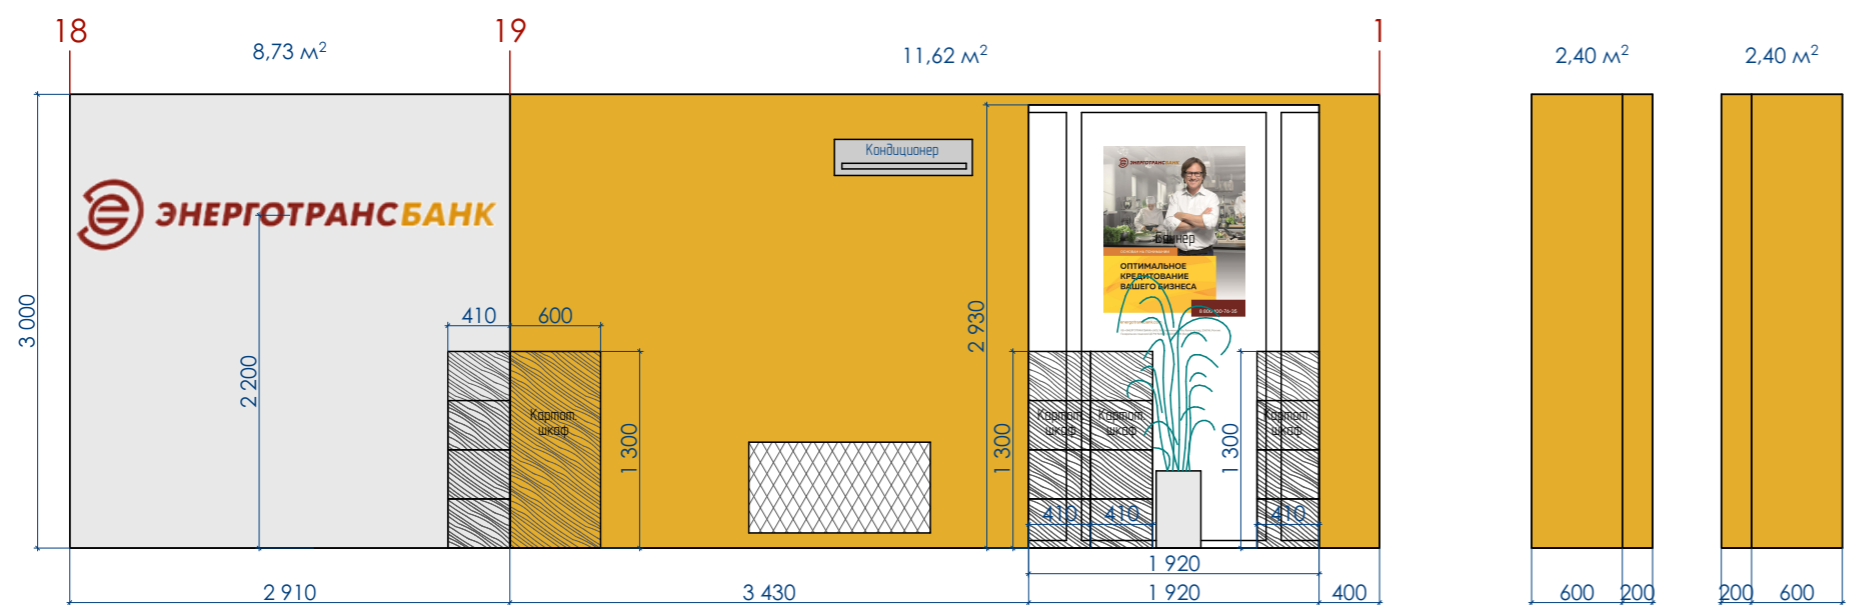 18
19
1
8,73 м²
11,62 м²
2,40 м²
2,40 м²
Кондиционер
ЭНЕРГОТРАНСБАНК
ЭНЕРГОТРАНСБАНК
Баннер
ОПТИМАЛЬНОЕ
КРЕДИТОВАНИЕ
ВАШЕГО БИЗНЕСА
3 000
2 200
410
600
2 930
1 300
1 300
1 300
Картот
шкаф
Картот
шкаф
Картот
шкаф
Картот
шкаф
410
410
410
1 920
2 910
3 430
1 920
400
600
200
200
600